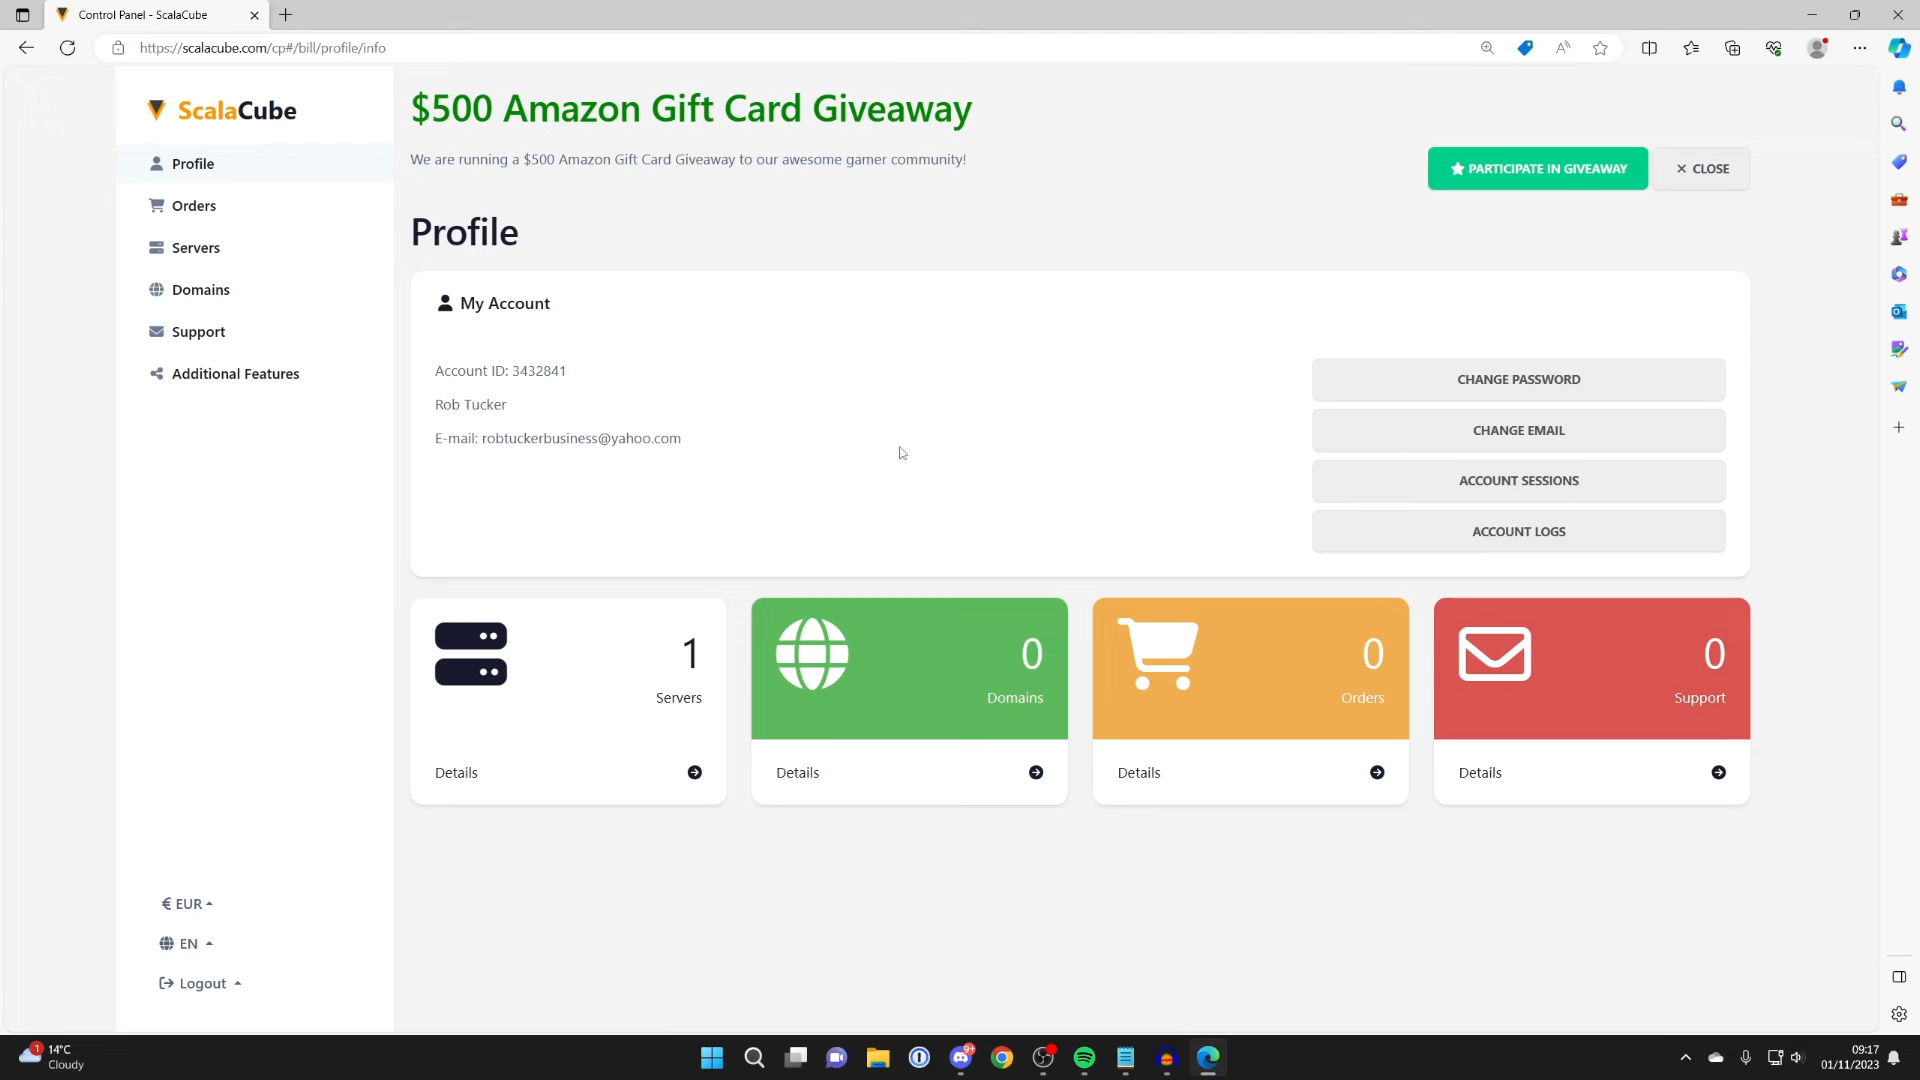 Control Panel - ScalaCube
https://scalacube.com/cp#/bill/profile/info
ScalaCube
Profile
Orders
Servers
Domains
Support
Additional Features
€ EUR
EN
Logout
$500 Amazon Gift Card Giveaway
We are running a $500 Amazon Gift Card Giveaway to our awesome gamer community!
PARTICIPATE IN GIVEAWAY
CLOSE
Profile
My Account
Account ID: 3432841
Rob Tucker
E-mail: robtuckerbusiness@yahoo.com
CHANGE PASSWORD
CHANGE EMAIL
ACCOUNT SESSIONS
ACCOUNT LOGS
1
Servers
Details
0
Domains
Details
0
Orders
Details
0
Support
Details
1
14°C
Cloudy
9+
09:17
01/11/2023